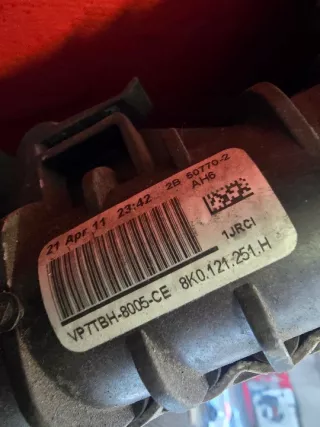 21 Apr 11 23:42 2B 50770-2
AH6
1JRCI
VP7TBH-8005-CE 8K0.121.251.H